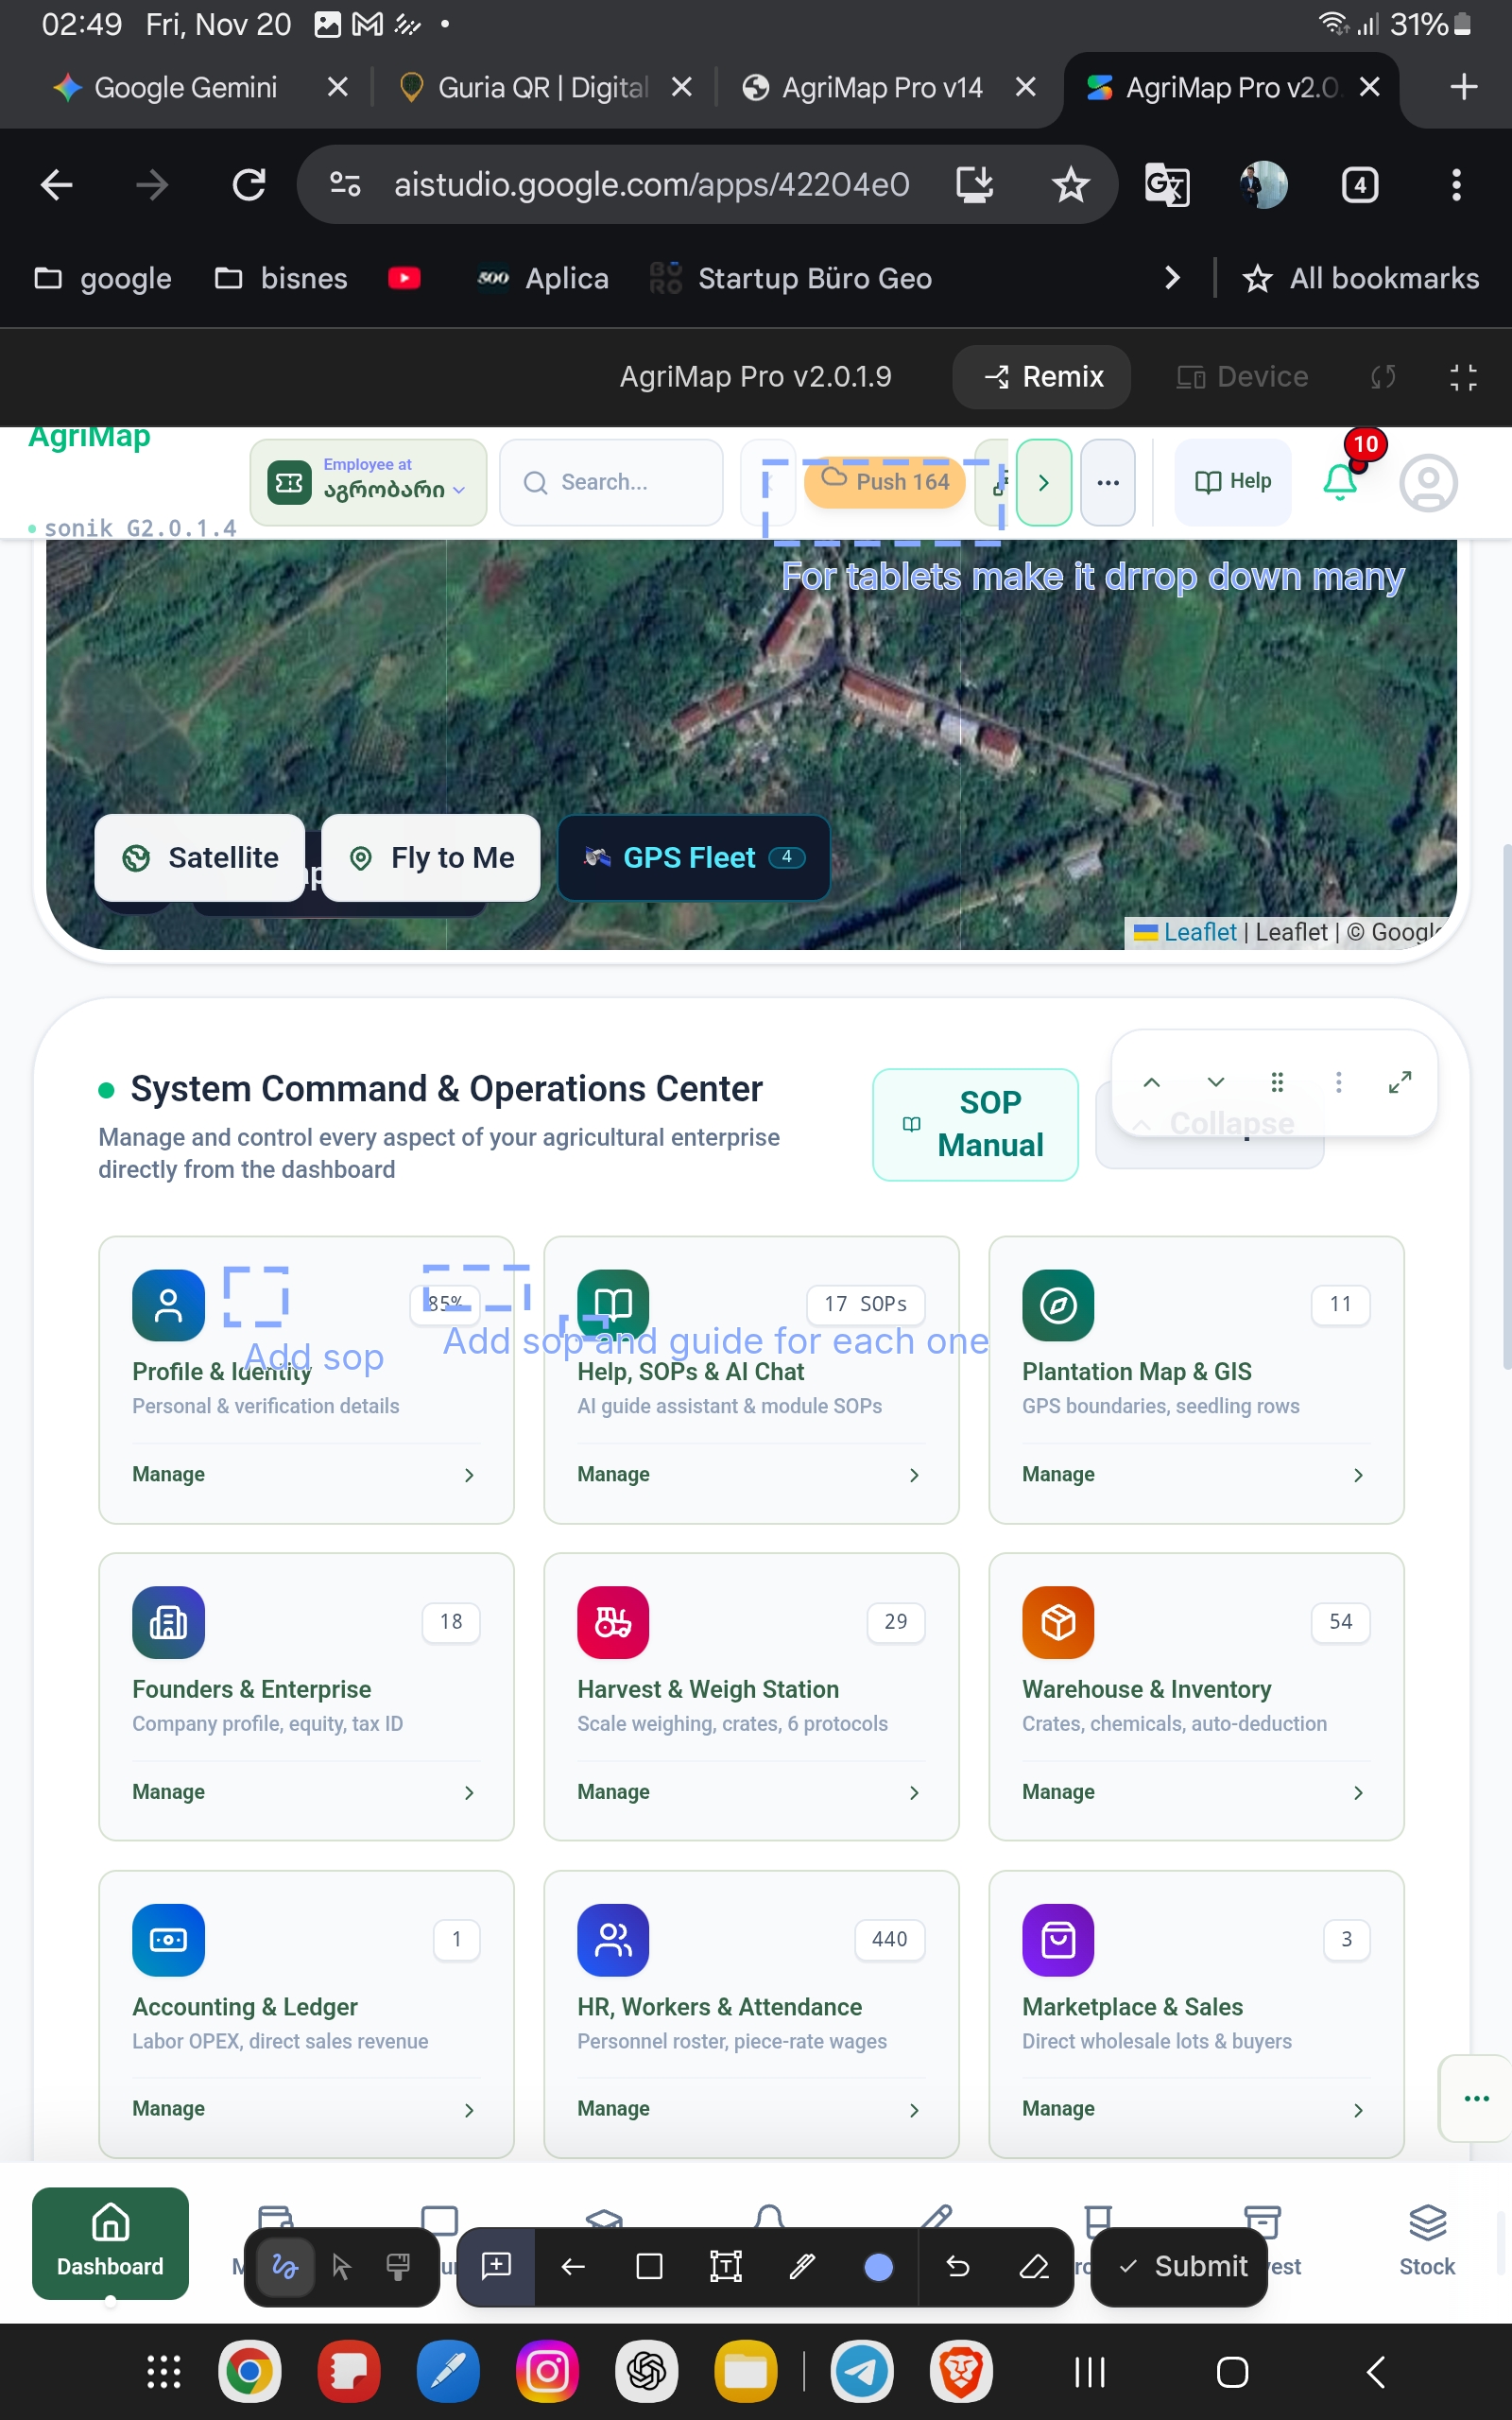 02:49 Fri, Nov 20
31%
Google Gemini
Guria QR | Digital
AgriMap Pro v14
AgriMap Pro v2.0
aistudio.google.com/apps/42204e0
4
google
bisnes
500 Aplica
BÜRO Startup Büro Geo
All bookmarks
AgriMap Pro v2.0.1.9
Remix
Device
AgriMap
sonik G2.0.1.4
Employee at
აგრობარი
Search...
Push 164
Help
10
For tablets make it drrop down many
Satellite
Fly to Me
GPS Fleet 4
Leaflet | Leaflet | © Google
System Command & Operations Center
Manage and control every aspect of your agricultural enterprise
directly from the dashboard
SOP
Manual
Collapse
85%
17 SOPs
11
Add sop
Add sop and guide for each one
Profile & Identity
Personal & verification details
Manage
Help, SOPs & AI Chat
AI guide assistant & module SOPs
Manage
Plantation Map & GIS
GPS boundaries, seedling rows
Manage
18
Founders & Enterprise
Company profile, equity, tax ID
Manage
29
Harvest & Weigh Station
Scale weighing, crates, 6 protocols
Manage
54
Warehouse & Inventory
Crates, chemicals, auto-deduction
Manage
1
Accounting & Ledger
Labor OPEX, direct sales revenue
Manage
440
HR, Workers & Attendance
Personnel roster, piece-rate wages
Manage
3
Marketplace & Sales
Direct wholesale lots & buyers
Manage
Dashboard
Stock
Submit